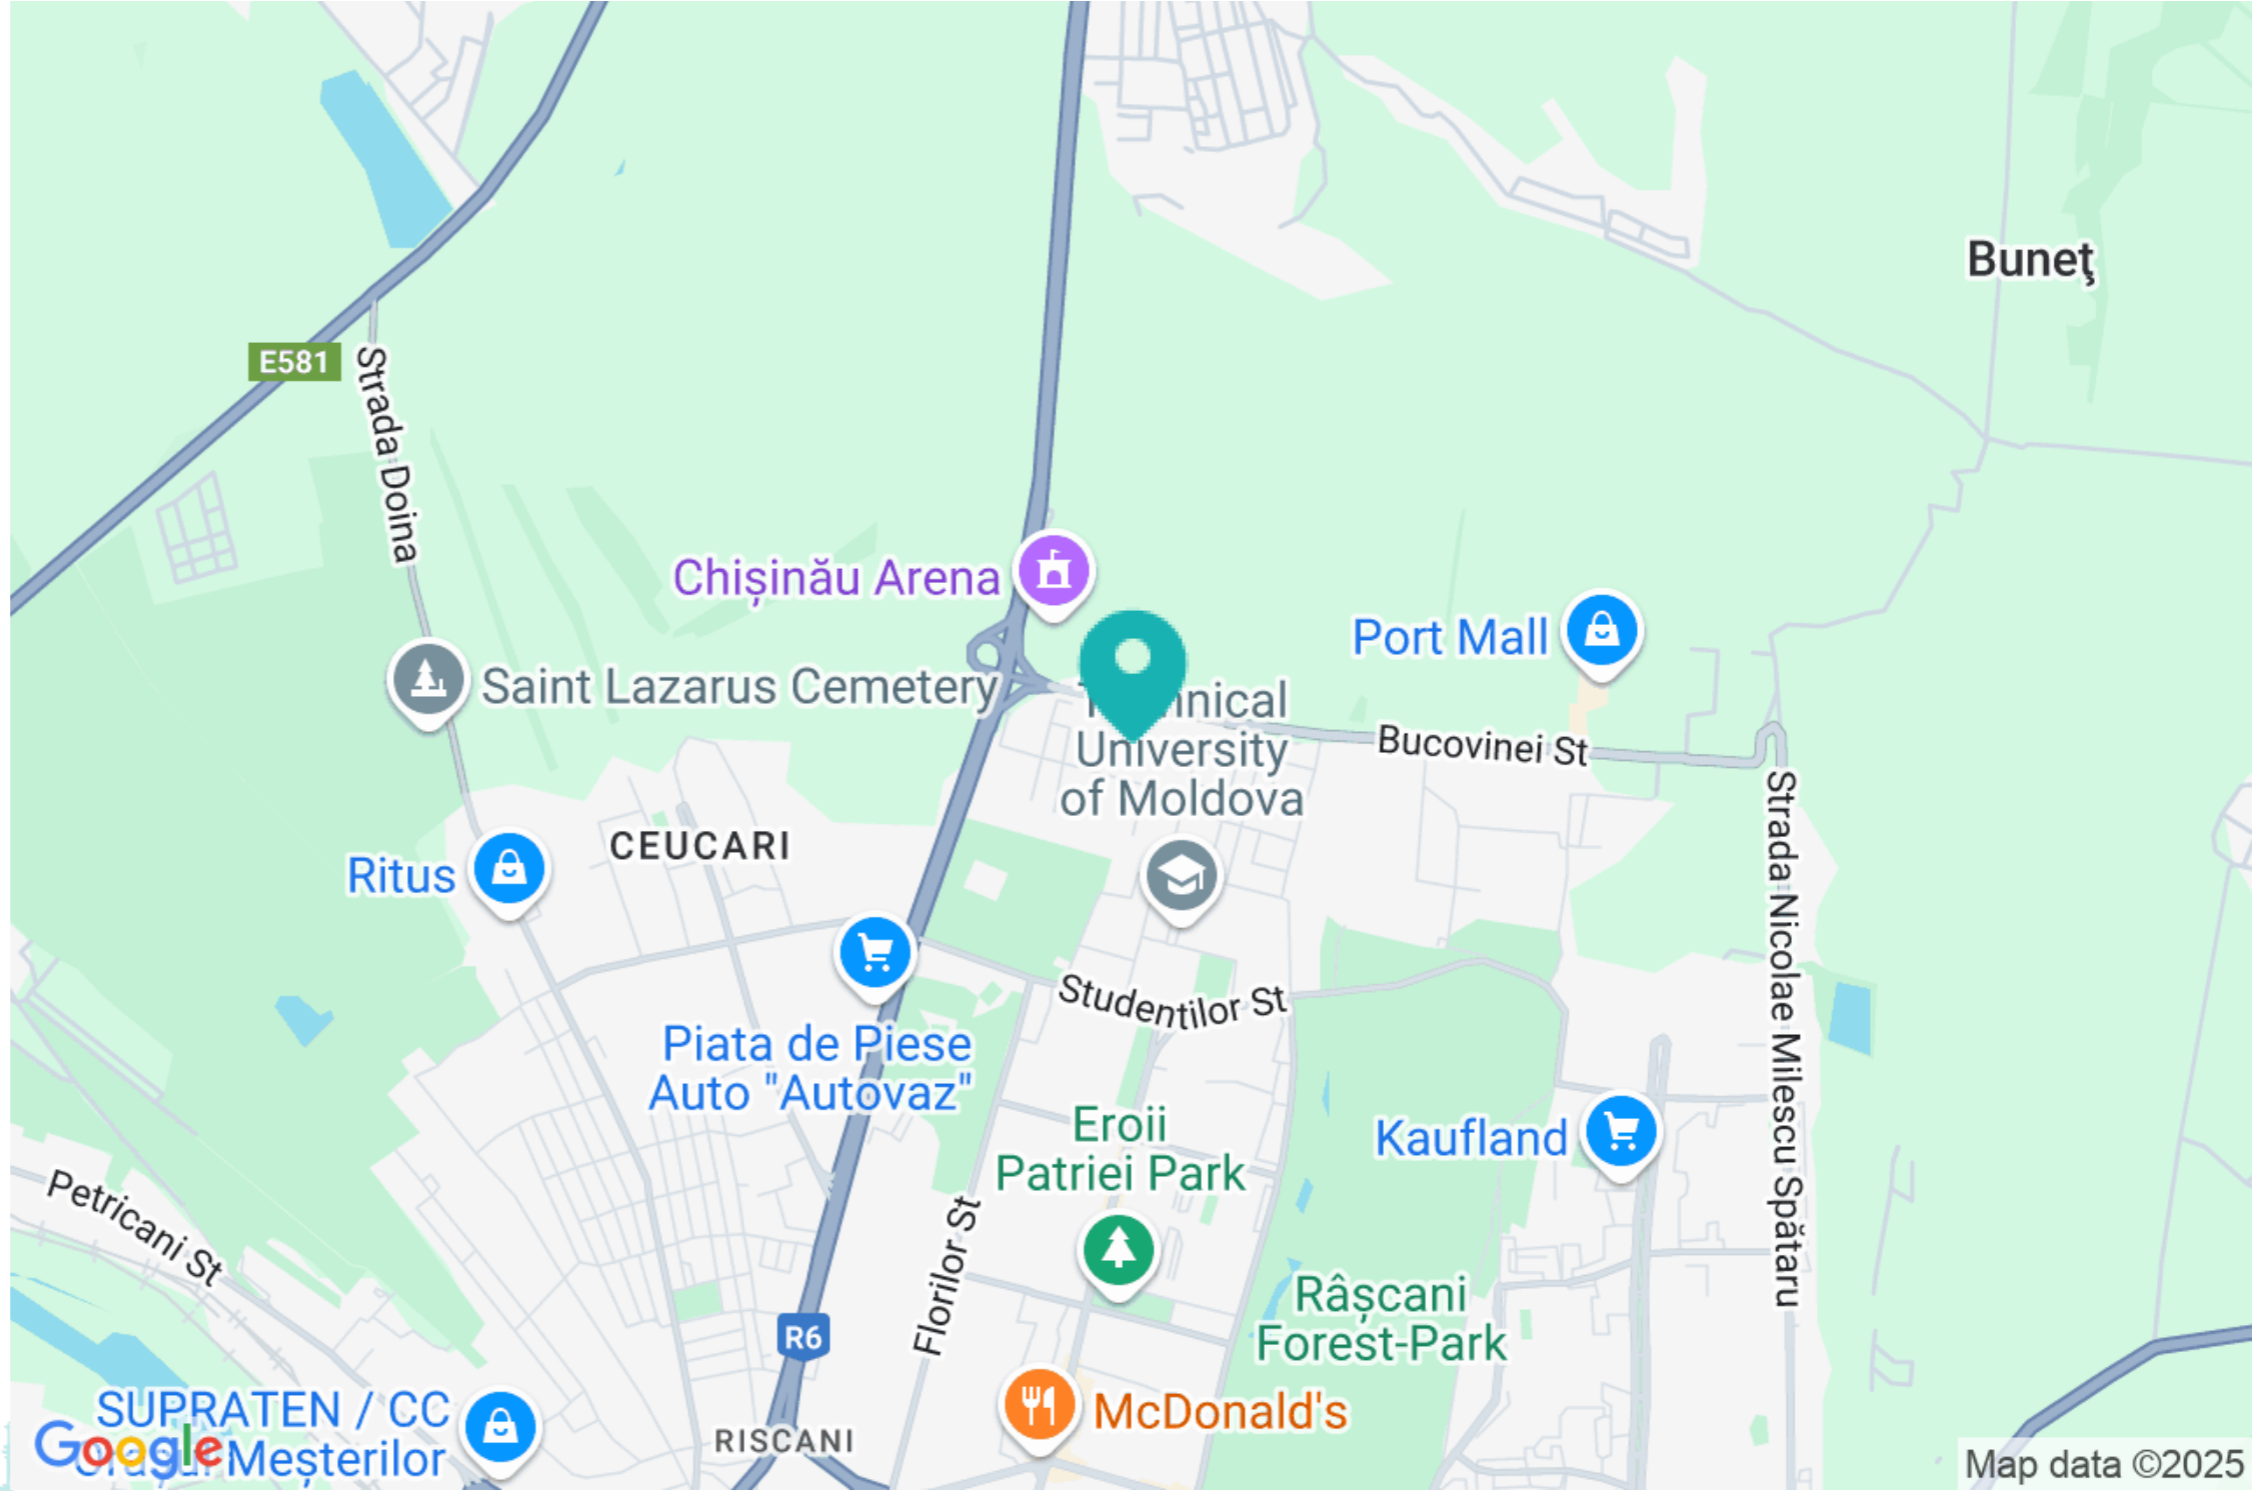 Buneț
E581
Strada Doina
Chișinău Arena
Port Mall
Saint Lazarus Cemetery
University
of Moldova
Bucovinei St
Strada Nicolae Milescu Spătaru
CEUCARI
Ritus
Studentilor St
Piata de Piese
Auto "Autovaz"
Eroii
Patriei Park
Kaufland
Petricani St
Florilor St
Râșcani
Forest-Park
R6
SUPRATEN / CC
Meșterilor
Google
RISCANI
McDonald's
Map data ©2025